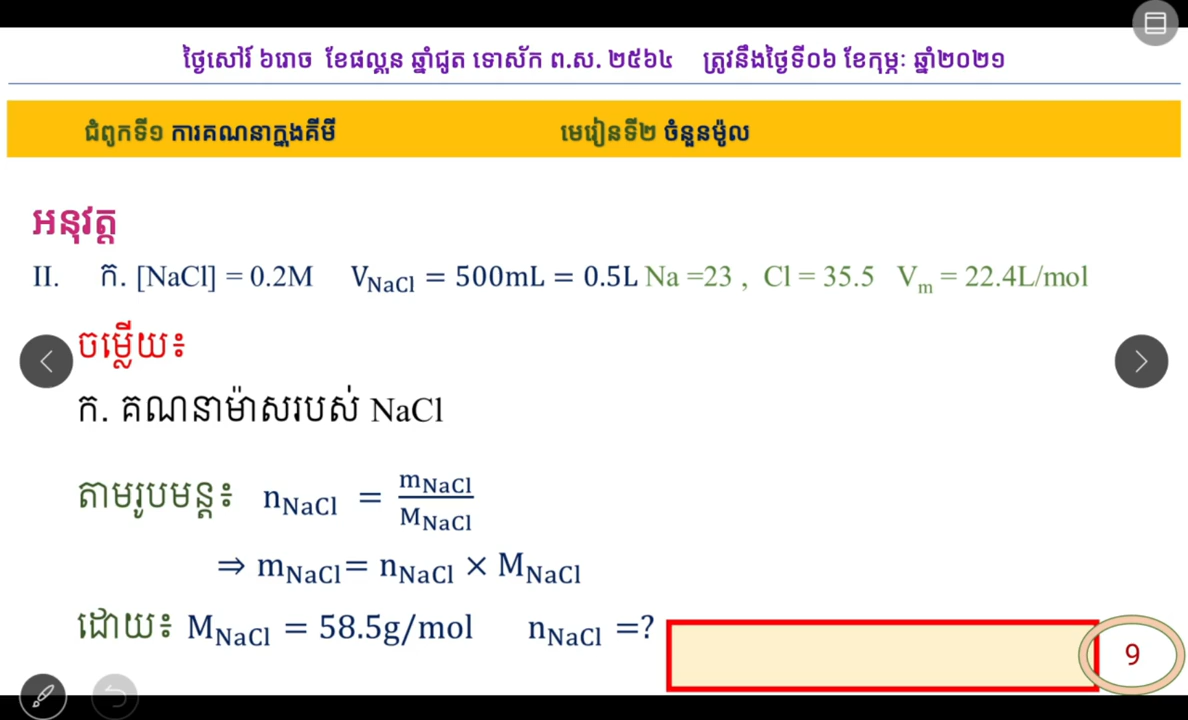 ថ្ងៃសៅរ៍ ៦រោច ខែផល្គុន ឆ្នាំជូត ទោស័ក ព.ស. ២៥៦៤ ត្រូវនឹងថ្ងៃទី០៦ ខែកុម្ភៈ ឆ្នាំ២០២១
ជំពូកទី១ ការគណនាក្នុងគីមី មេរៀនទី២ ចំនួនម៉ូល
អនុវត្ត
II. ក. [NaCl] = 0.2M V_NaCl = 500mL = 0.5L Na =23 , Cl = 35.5 V_m = 22.4L/mol
ចម្លើយ៖
ក. គណនាម៉ាសរបស់ NaCl
តាមរូបមន្ត៖ n_NaCl = m_NaCl / M_NaCl
⇒ m_NaCl = n_NaCl × M_NaCl
ដោយ៖ M_NaCl = 58.5g/mol n_NaCl =?
9